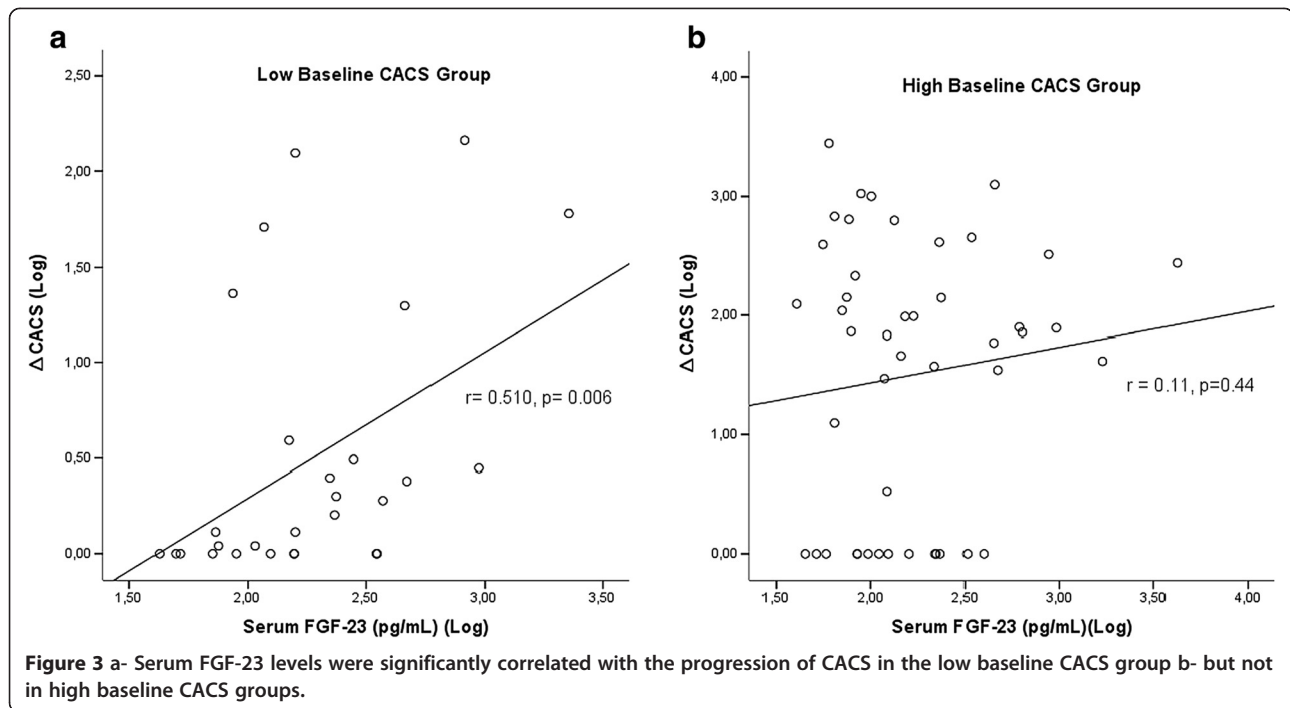 a
Low Baseline CACS Group
2,50
2,00
1,50
1,00
0,50
0,00
Δ CACS (Log)
r= 0.510, p= 0.006
1,50 2,00 2,50 3,00 3,50
Serum FGF-23 (pg/mL) (Log)
b
High Baseline CACS Group
4,00
3,00
2,00
1,00
0,00
Δ CACS (Log)
r = 0.11, p=0.44
1,50 2,00 2,50 3,00 3,50 4,00
Serum FGF-23 (pg/mL)(Log)
Figure 3 a- Serum FGF-23 levels were significantly correlated with the progression of CACS in the low baseline CACS group b- but not
in high baseline CACS groups.